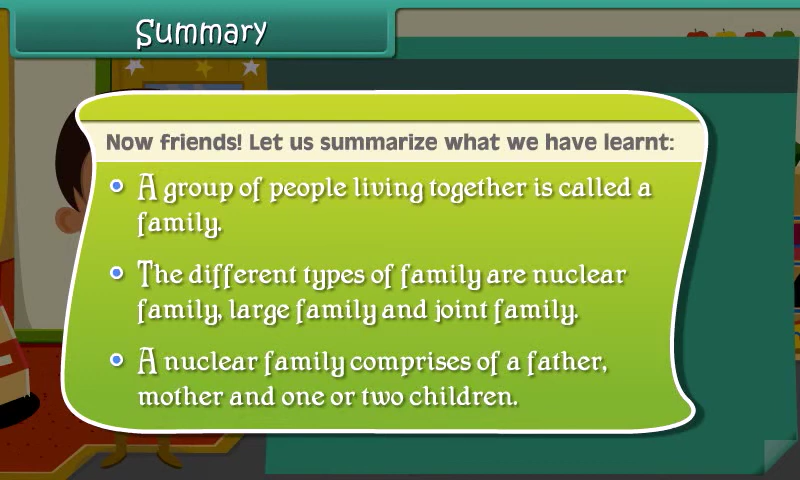 Summary
Now friends! Let us summarize what we have learnt:
A group of people living together is called a
family.
The different types of family are nuclear
family, large family and joint family.
A nuclear family comprises of a father,
mother and one or two children.